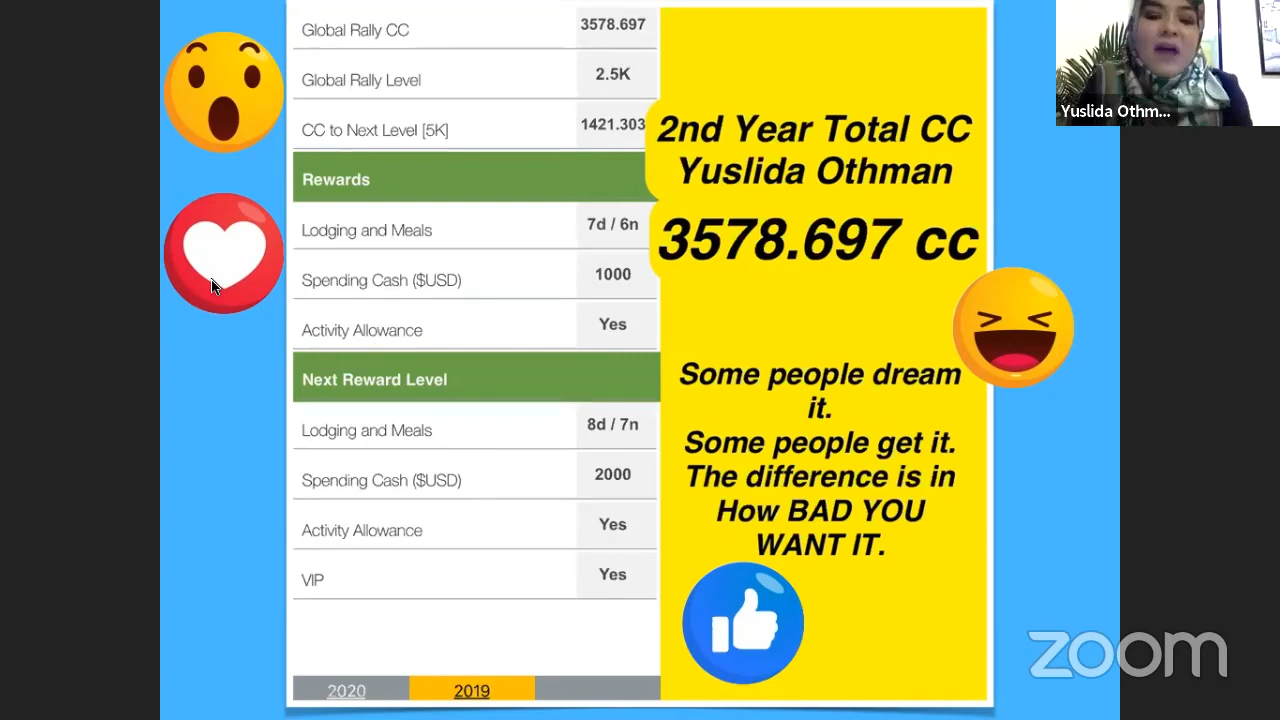 Global Rally CC 3578.697
Global Rally Level 2.5K
CC to Next Level [5K] 1421.303
Rewards
Lodging and Meals 7d / 6n
Spending Cash ($USD) 1000
Activity Allowance Yes
Next Reward Level
Lodging and Meals 8d / 7n
Spending Cash ($USD) 2000
Activity Allowance Yes
VIP Yes
2020 2019
2nd Year Total CC
Yuslida Othman
3578.697 cc
Some people dream
it.
Some people get it.
The difference is in
How BAD YOU
WANT IT.
Yuslida Othm...
zoom